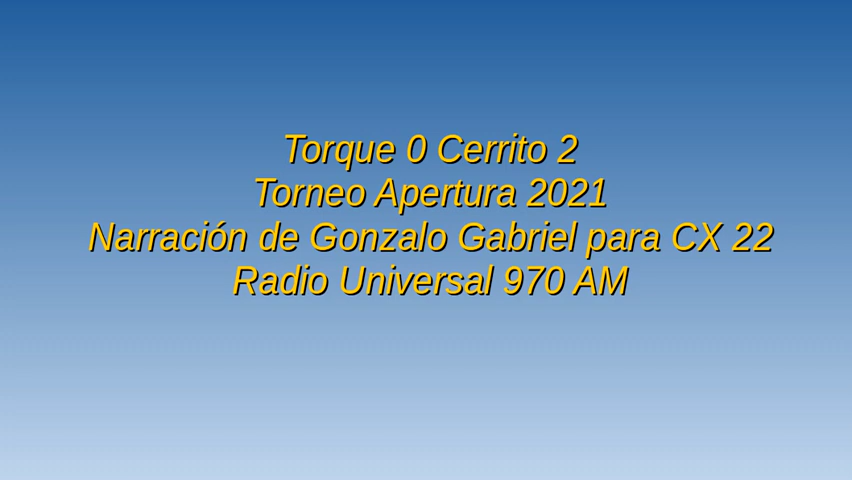 Torque 0 Cerrito 2
Torneo Apertura 2021
Narración de Gonzalo Gabriel para CX 22
Radio Universal 970 AM